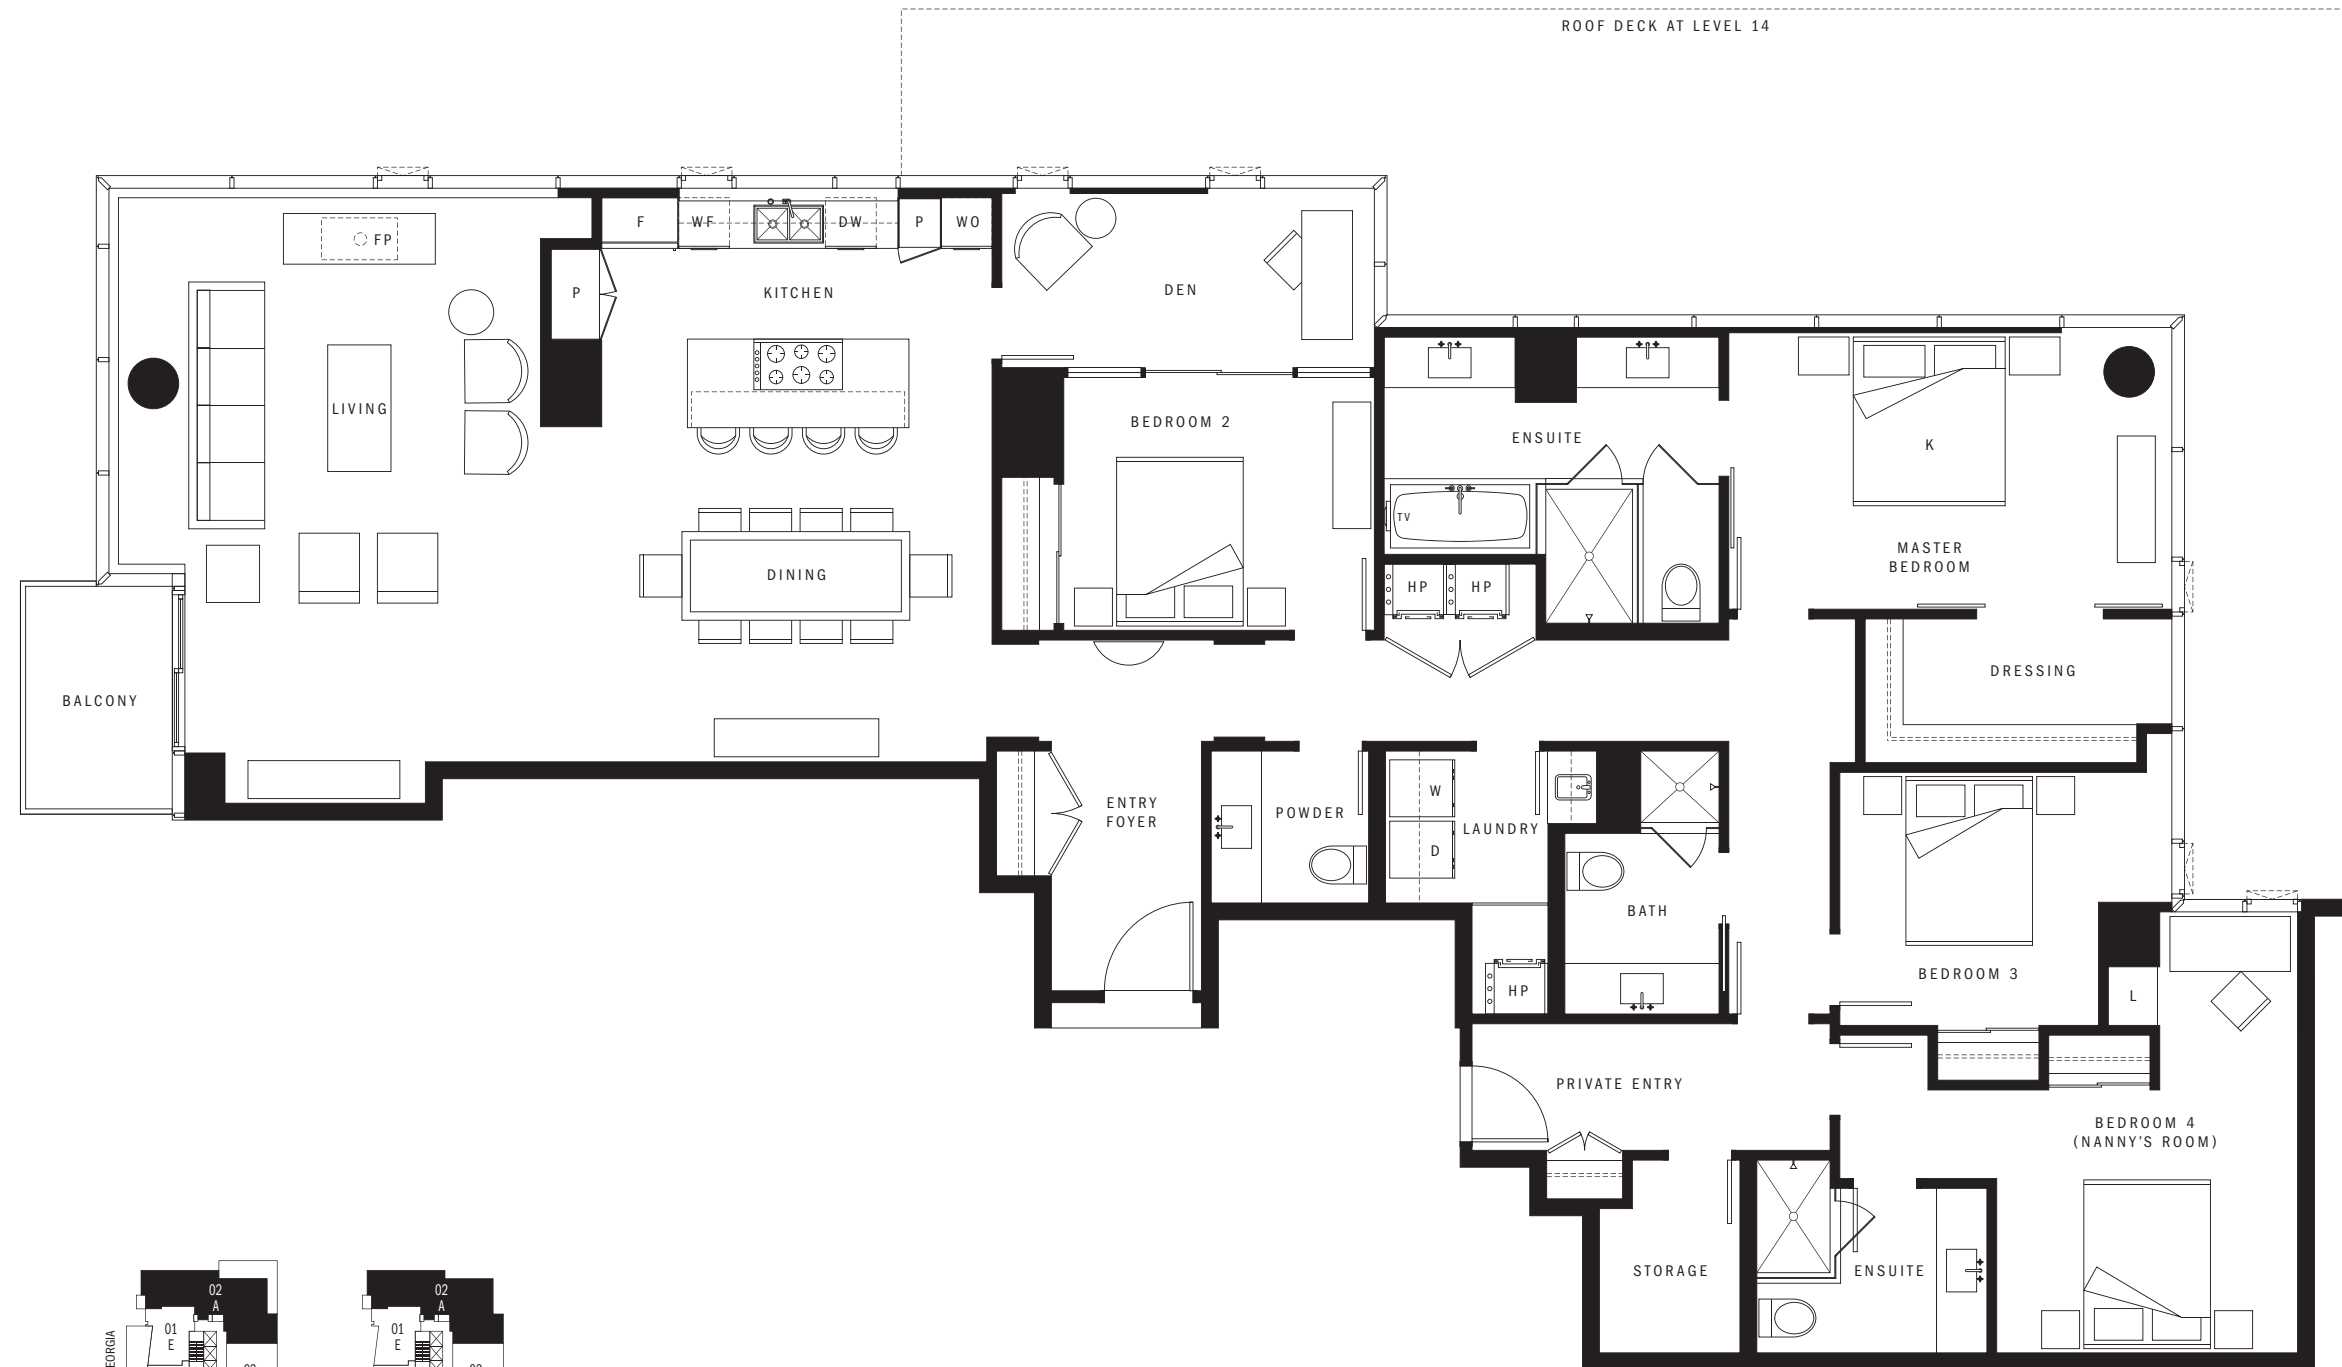 ROOF DECK AT LEVEL 14
F
WF
DW
P
WO
FP
P
KITCHEN
DEN
LIVING
BEDROOM 2
ENSUITE
K
TV
MASTER
BEDROOM
DINING
HP
HP
DRESSING
BALCONY
ENTRY
FOYER
POWDER
W
LAUNDRY
D
BATH
HP
BEDROOM 3
L
PRIVATE ENTRY
BEDROOM 4
(NANNY'S ROOM)
STORAGE
ENSUITE
02
A
01
E
02
A
01
E